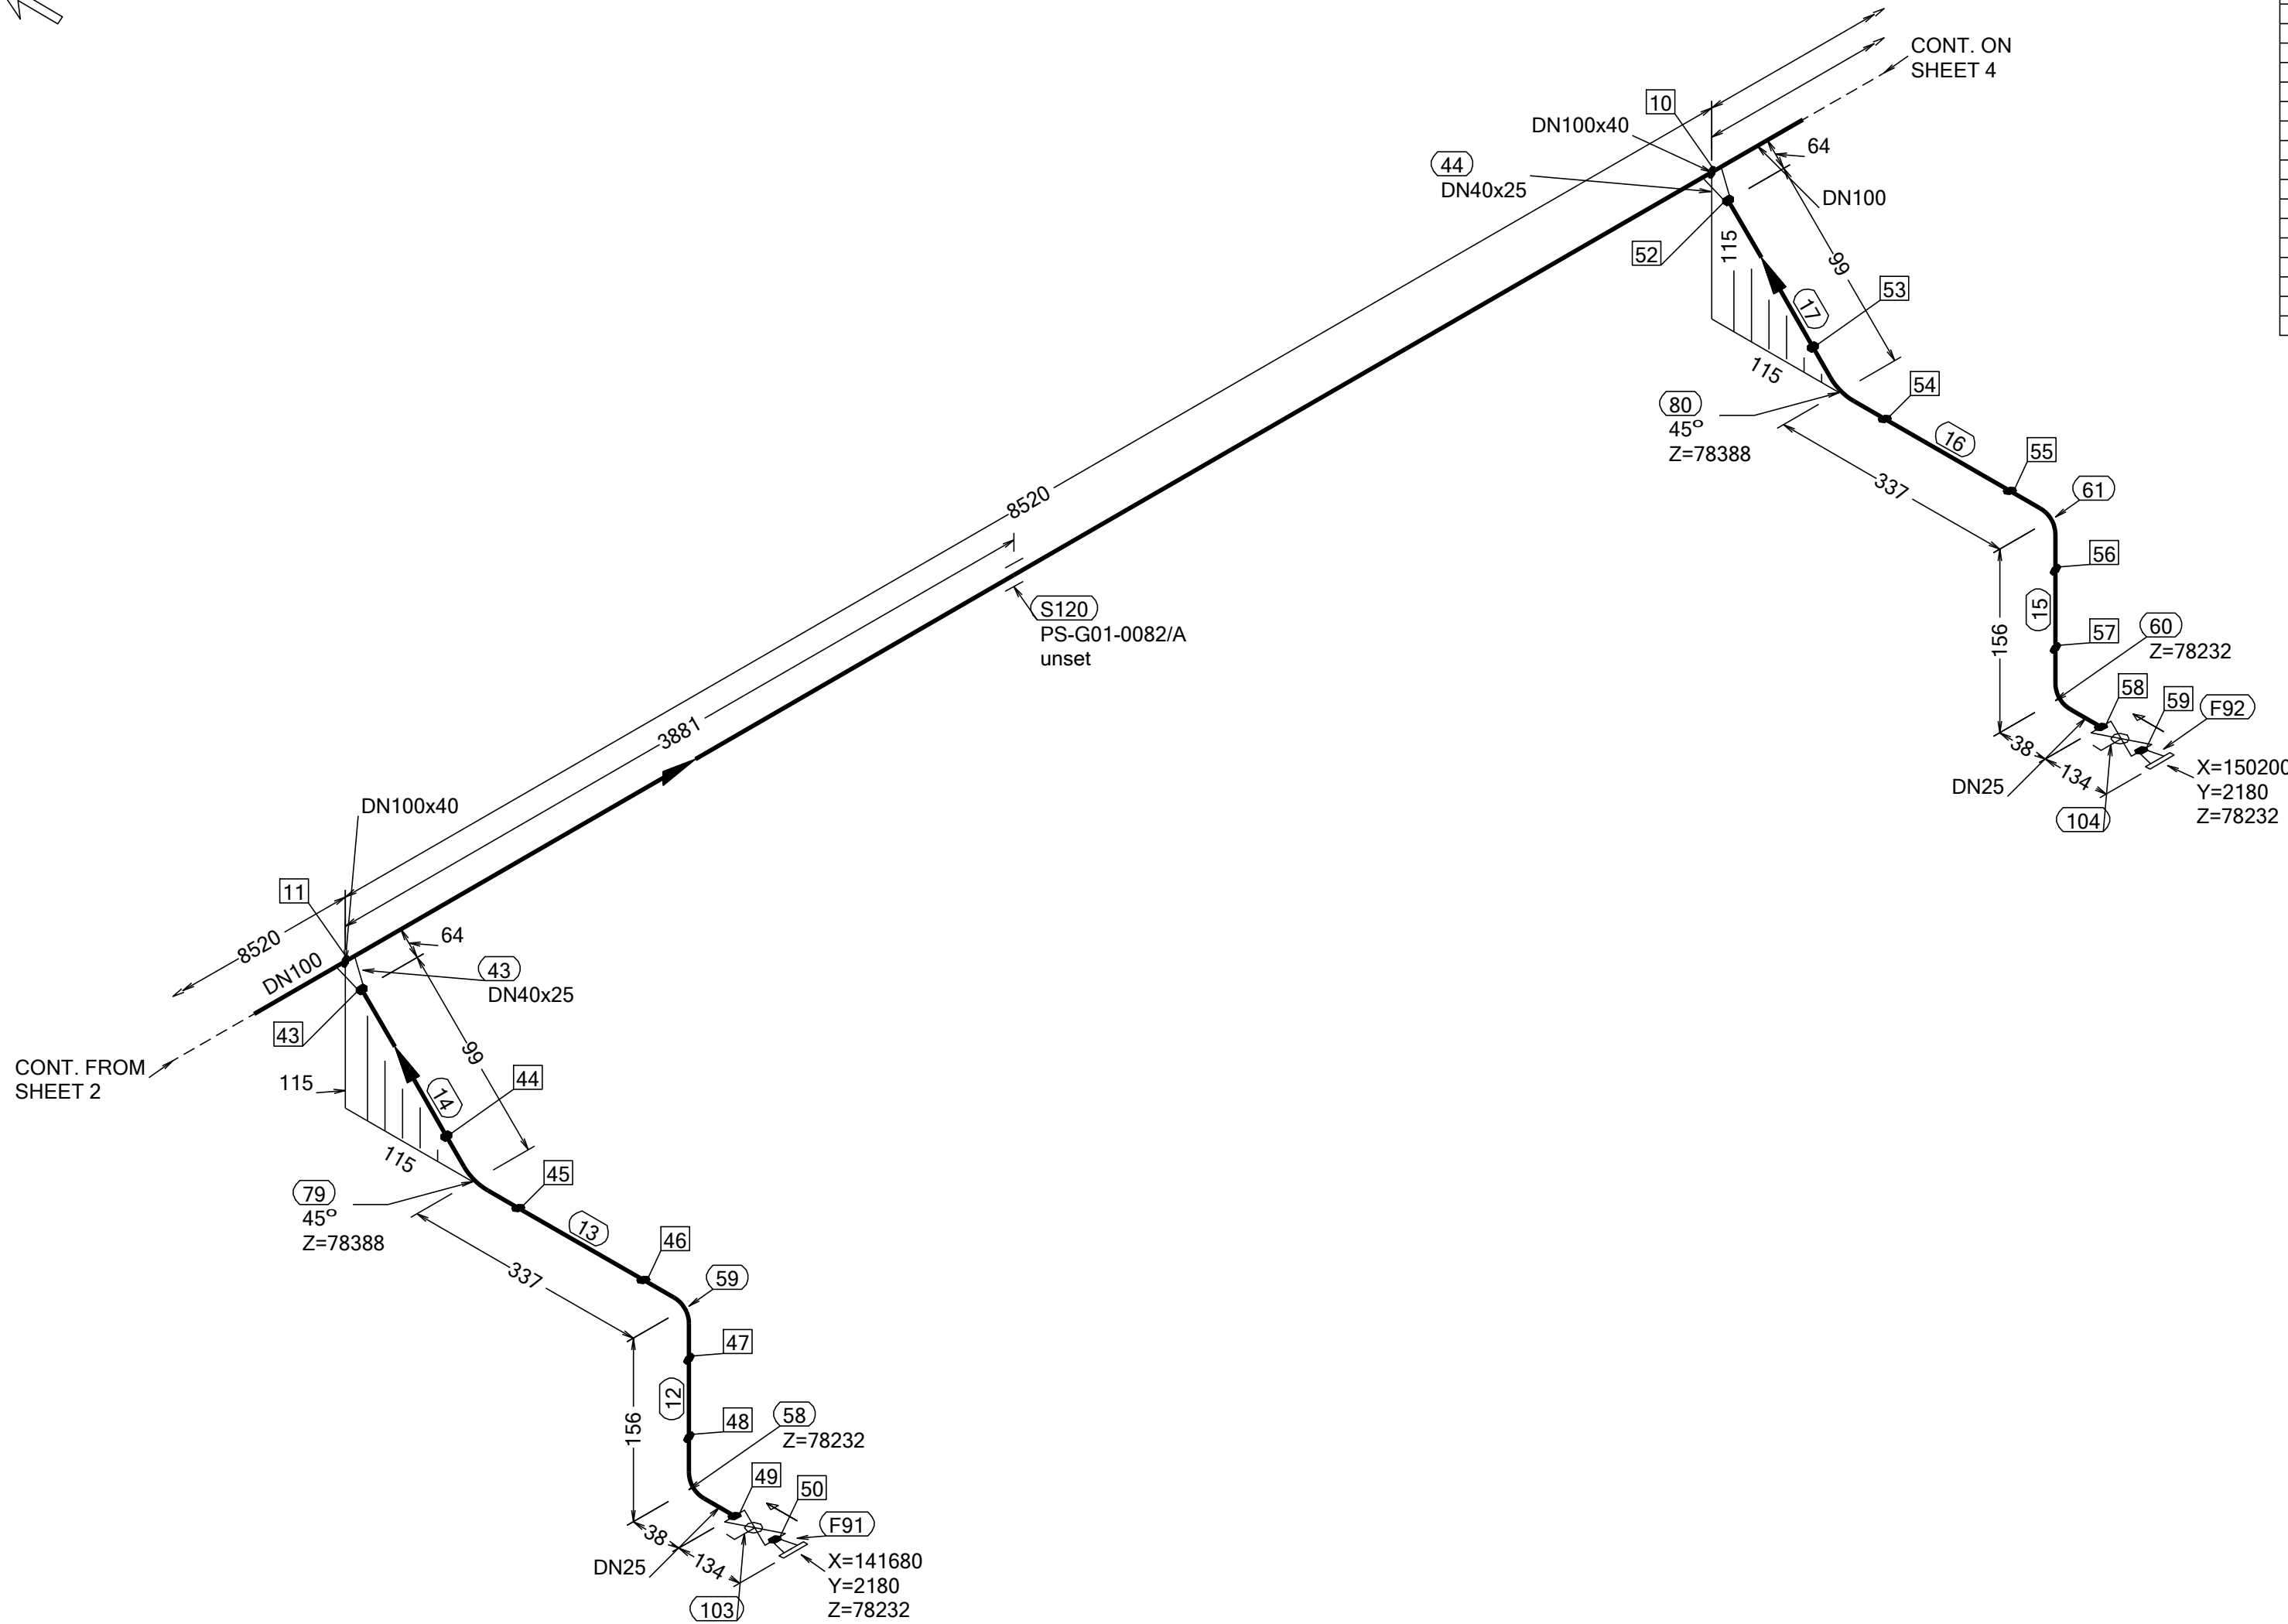 CONT. ON
SHEET 4
10
DN100x40
44
DN40x25
64
DN100
52
115
99
17
53
115
54
80
45°
Z=78388
16
55
337
61
8520
56
S120
PS-G01-0082/A
unset
15
156
57
60
Z=78232
58
59
F92
38
134
DN25
104
X=150200
Y=2180
Z=78232
3881
DN100x40
11
8520
DN100
64
43
DN40x25
43
CONT. FROM
SHEET 2
115
99
14
44
115
45
79
45°
Z=78388
13
46
337
59
47
12
156
48
58
Z=78232
49
50
F91
38
134
DN25
103
X=141680
Y=2180
Z=78232